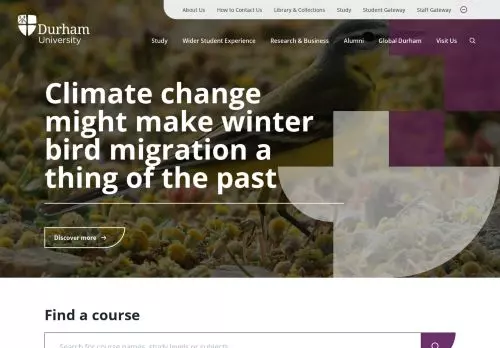 About Us How to Contact Us Library & Collections Study Student Gateway Staff Gateway
Durham
University
Study Wider Student Experience Research & Business Alumni Global Durham Visit Us
Climate change
might make winter
bird migration a
thing of the past
Discover more
Find a course
Search for course names, study levels or subjects